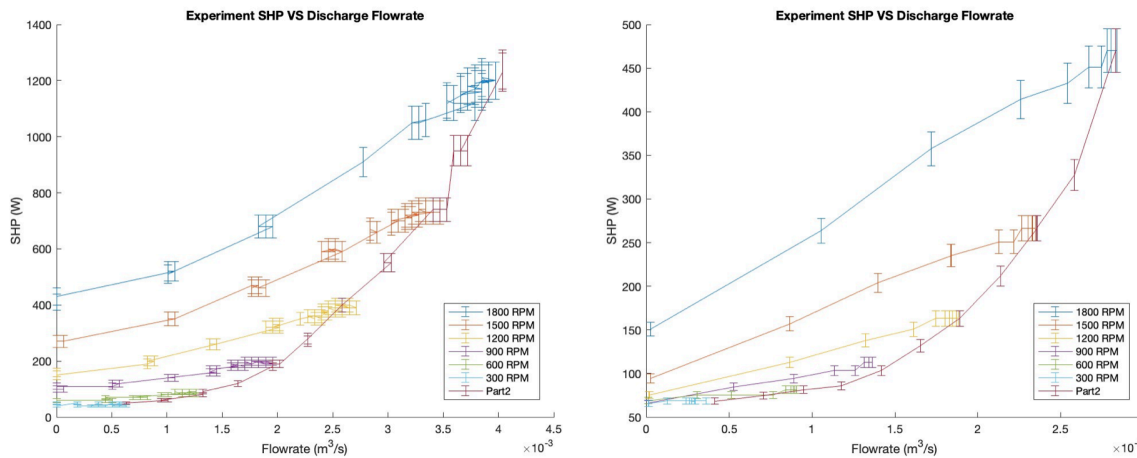 Experiment SHP VS Discharge Flowrate
1400
1200
1000
800
600
400
200
0
SHP (W)
0 0.5 1 1.5 2 2.5 3 3.5 4 4.5
Flowrate (m³/s)
×10⁻³
1800 RPM
1500 RPM
1200 RPM
900 RPM
600 RPM
300 RPM
Part2
Experiment SHP VS Discharge Flowrate
500
450
400
350
300
250
200
150
100
50
SHP (W)
0 0.5 1 1.5 2 2.5 3
Flowrate (m³/s)
1800 RPM
1500 RPM
1200 RPM
900 RPM
600 RPM
300 RPM
Part2